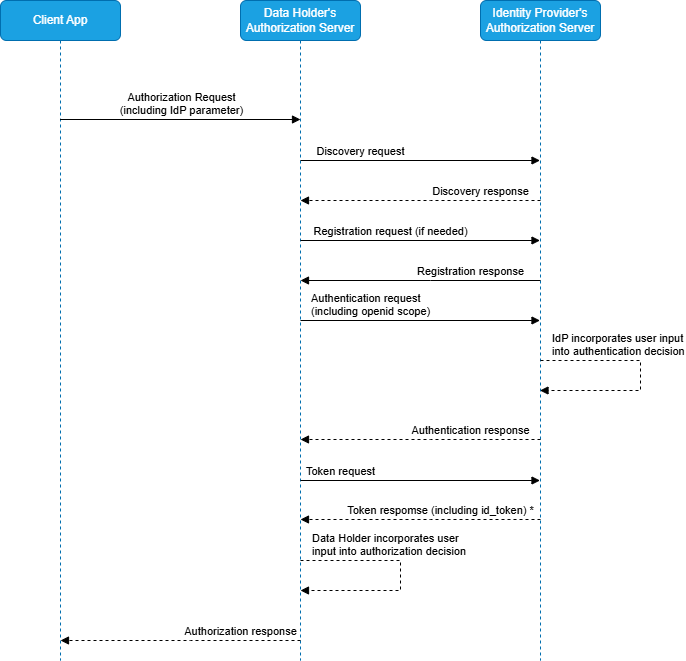 Client App
Data Holder's
Authorization Server
Identity Provider's
Authorization Server
Authorization Request
(including IdP parameter)
Discovery request
Discovery response
Registration request (if needed)
Registration response
Authentication request
(including openid scope)
IdP incorporates user input
into authentication decision
Authentication response
Token request
Token respomse (including id_token) *
Data Holder incorporates user
input into authorization decision
Authorization response